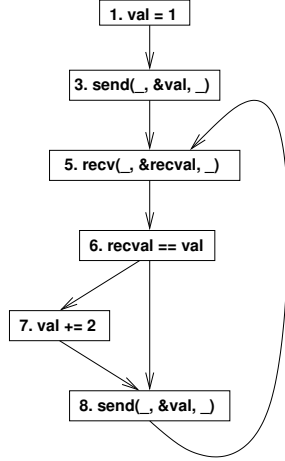 1. val = 1
3. send(_, &val, _)
5. recv(_, &recval, _)
6. recval == val
7. val += 2
8. send(_, &val, _)